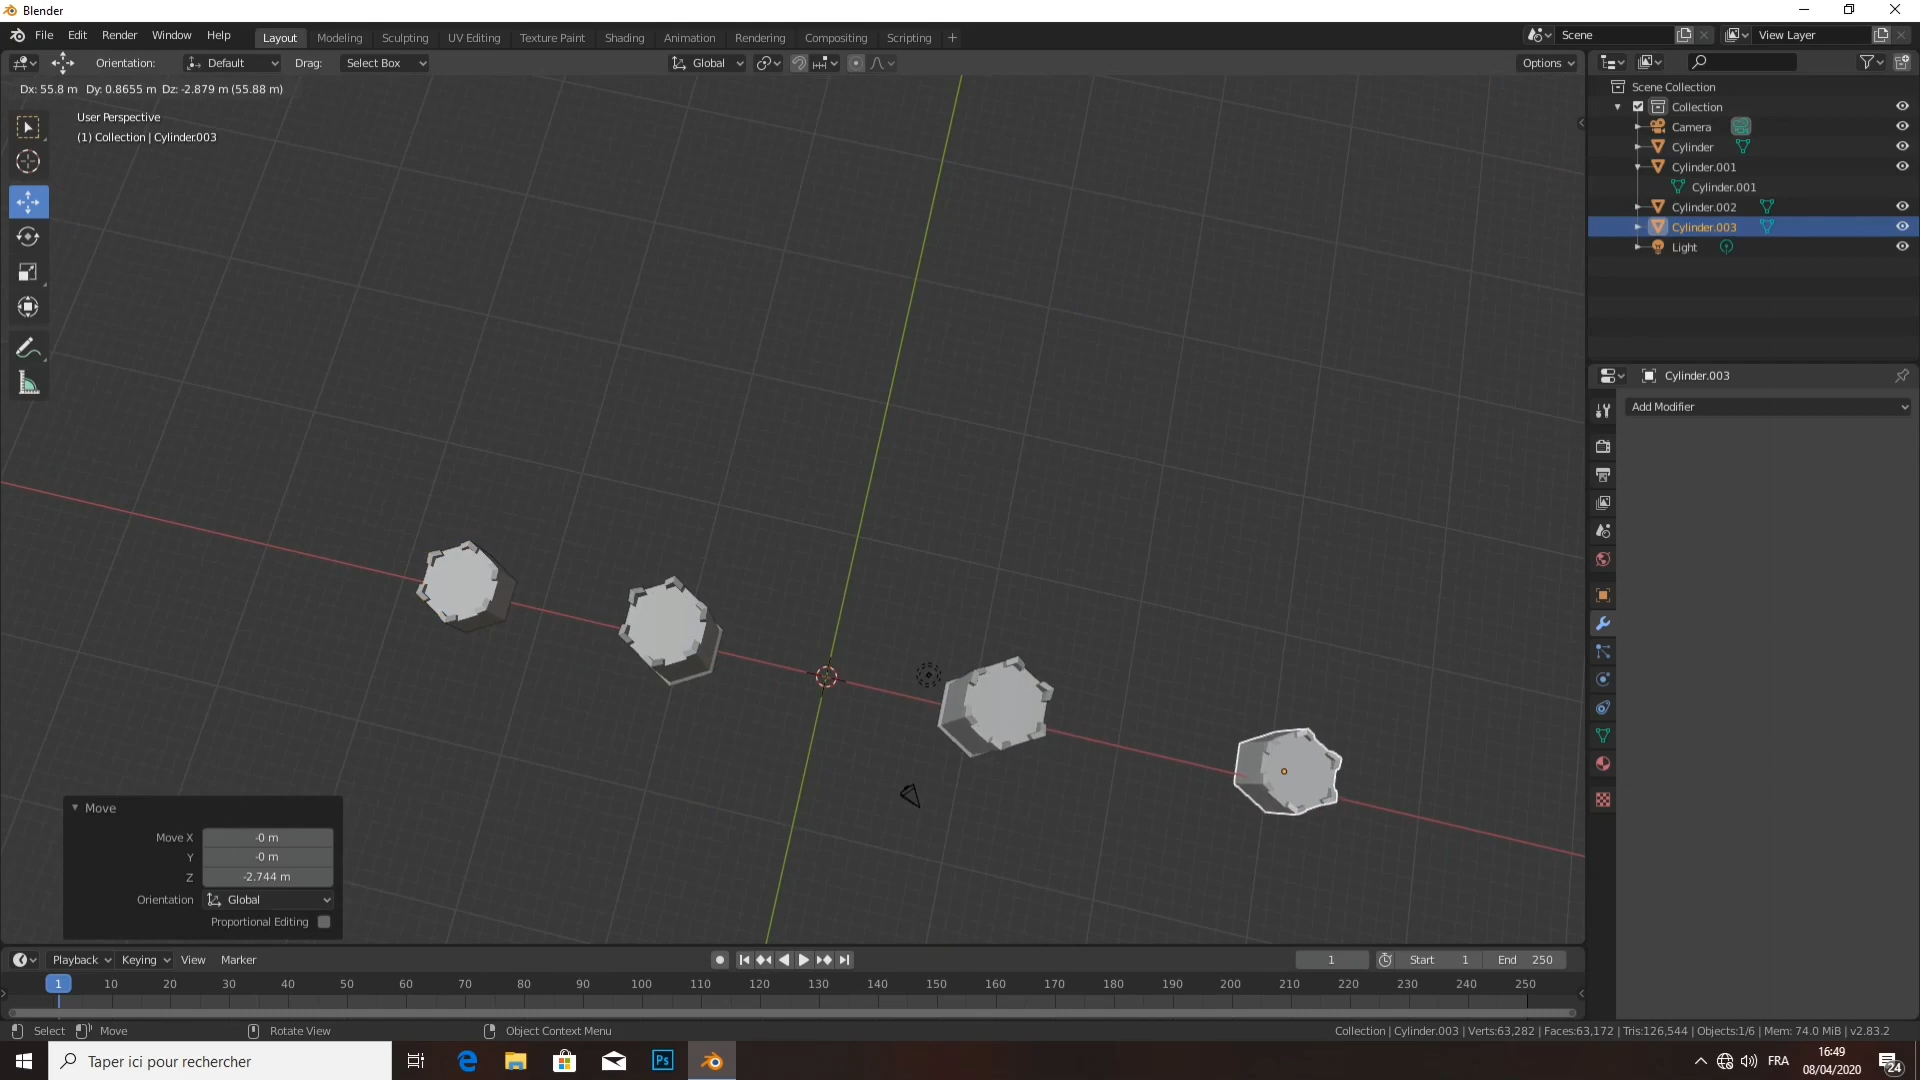 Blender
File Edit Render Window Help Layout Modeling Sculpting UV Editing Texture Paint Shading Animation Rendering Compositing Scripting Scene View Layer
Orientation: Default Drag: Select Box Global Options
Dx: 55.8 m Dy: 0.8655 m Dz: -2.879 m (55.88 m)
User Perspective
(1) Collection | Cylinder.003
Scene Collection
Collection
Camera
Cylinder
Cylinder.001
Cylinder.001
Cylinder.002
Cylinder.003
Light
Cylinder.003
Add Modifier
Move
Move X -0 m
Y -0 m
Z -2.744 m
Orientation Global
Proportional Editing
Playback Keying View Marker 1 Start 1 End 250
1 10 20 30 40 50 60 70 80 90 100 110 120 130 140 150 160 170 180 190 200 210 220 230 240 250
Select Move Rotate View Object Context Menu Collection | Cylinder.003 | Verts:63,282 | Faces:63,172 | Tris:126,544 | Objects:1/6 | Mem: 74.0 MiB | v2.83.2
Taper ici pour rechercher Ps FRA 16:49
08/04/2020 24